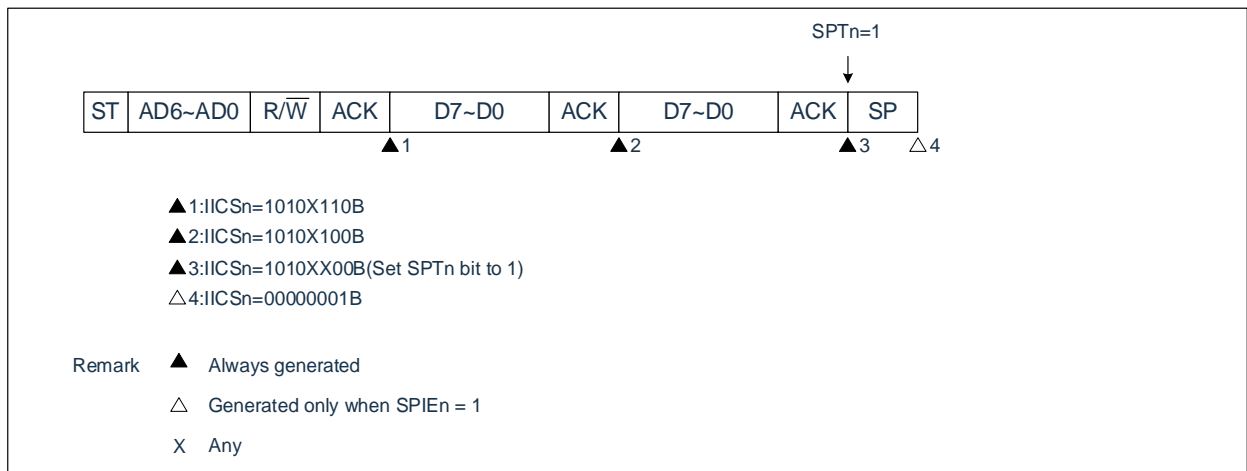 SPTn=1
ST AD6~AD0 R/W̅ ACK D7~D0 ACK D7~D0 ACK SP
▲1 ▲2 ▲3 △4
▲1:IICSn=1010X110B
▲2:IICSn=1010X100B
▲3:IICSn=1010XX00B(Set SPTn bit to 1)
△4:IICSn=00000001B
Remark ▲ Always generated
△ Generated only when SPIEn = 1
X Any